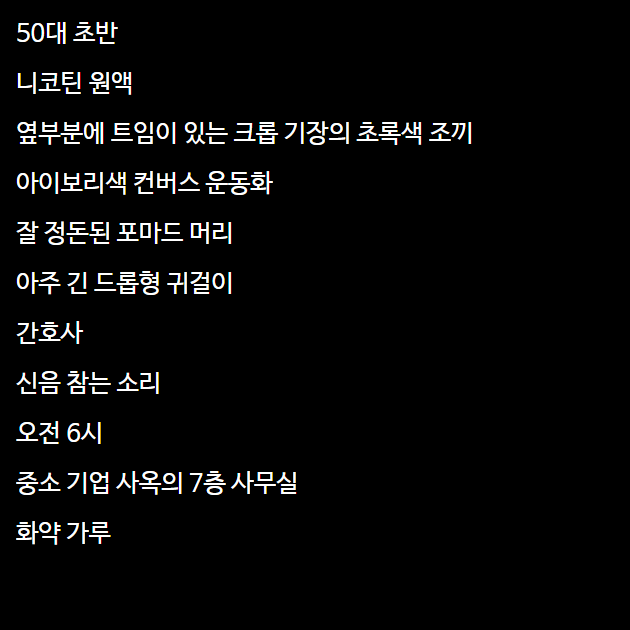 50대 초반
니코틴 원액
옆부분에 트임이 있는 크롭 기장의 초록색 조끼
아이보리색 컨버스 운동화
잘 정돈된 포마드 머리
아주 긴 드롭형 귀걸이
간호사
신음 참는 소리
오전 6시
중소 기업 사옥의 7층 사무실
화약 가루